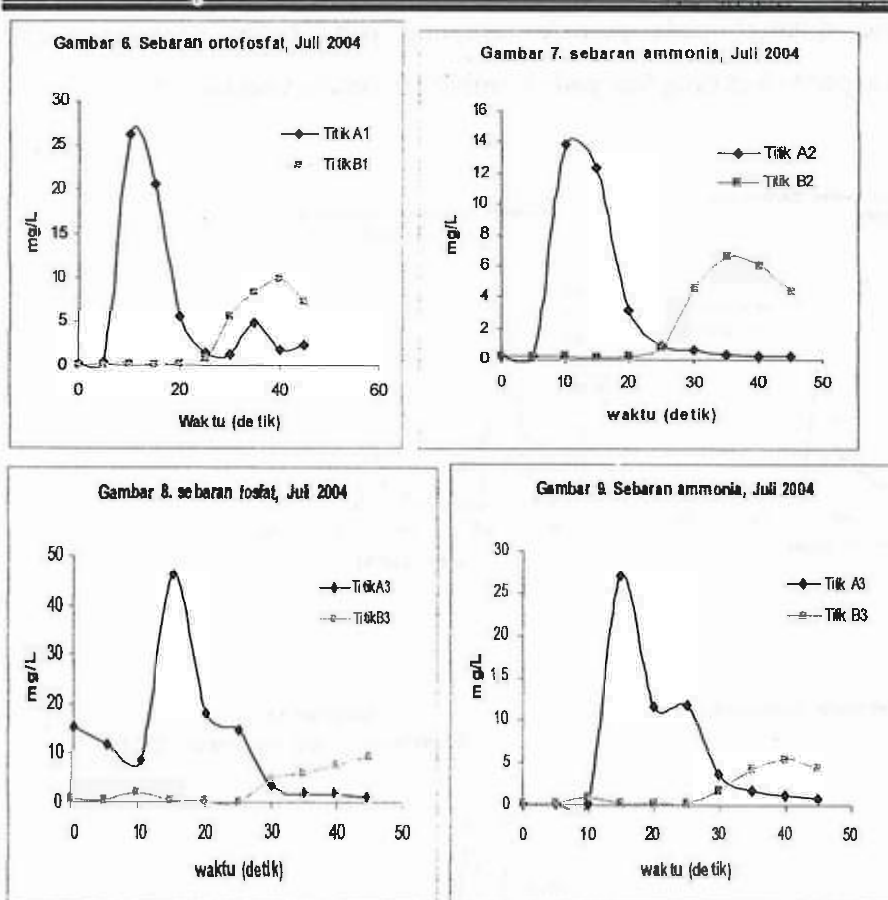 Gambar 6. Sebaran ortofosfat, Juli 2004
30
25
20
15
10
5
0
mg/L
Titik A1
Titik B1
0 20 40 60
Waktu (detik)
Gambar 7. sebaran ammonia, Juli 2004
16
14
12
10
8
6
4
2
0
mg/L
Titik A2
Titik B2
0 10 20 30 40 50
waktu (detik)
Gambar 8. sebaran fosfat, Juli 2004
50
40
30
20
10
0
mg/L
Titik A3
Titik B3
0 10 20 30 40 50
waktu (detik)
Gambar 9. Sebaran ammonia, Juli 2004
30
25
20
15
10
5
0
mg/L
Titik A3
Titik B3
0 10 20 30 40 50
waktu (detik)